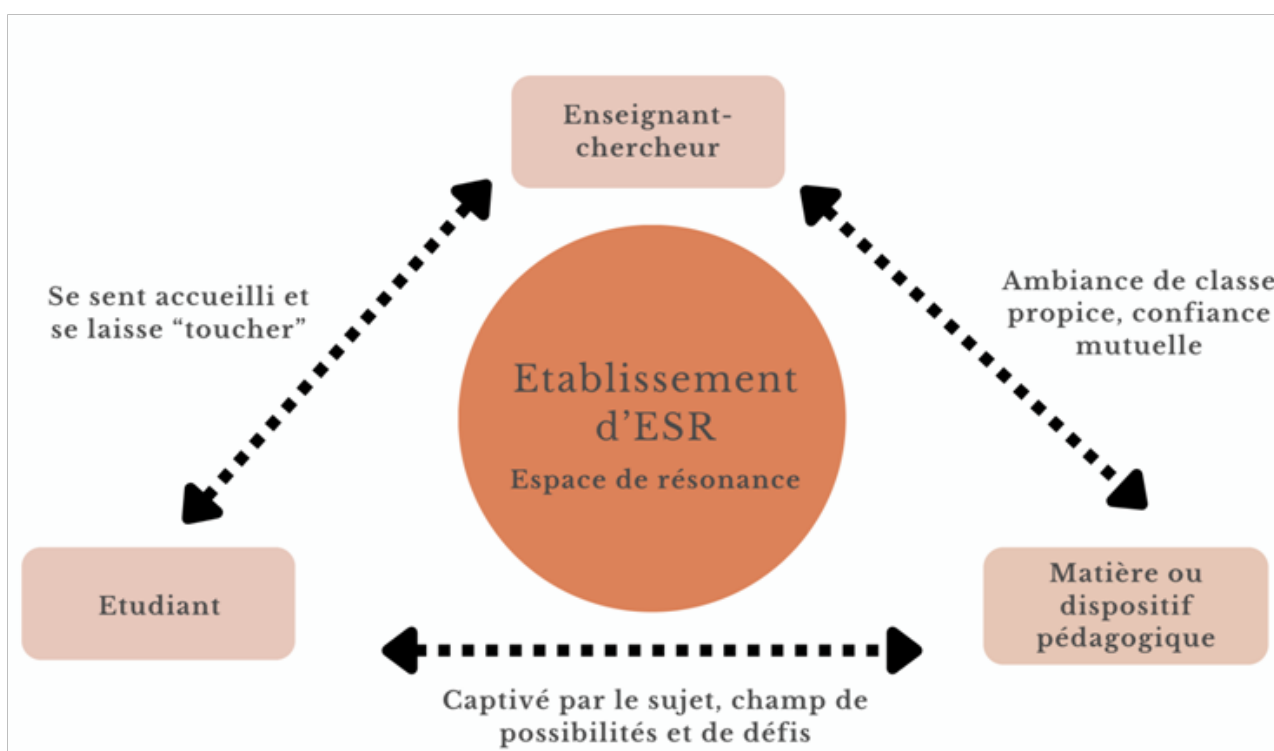 Enseignant-
chercheur
Se sent accueilli et
se laisse “toucher”
Ambiance de classe
propice, confiance
mutuelle
Etablissement
d’ESR
Espace de résonance
Etudiant
Matière ou
dispositif
pédagogique
Captivé par le sujet, champ de
possibilités et de défis